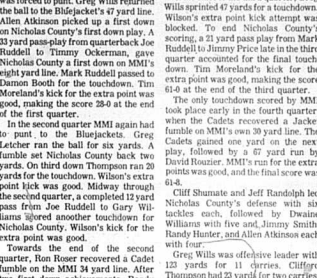 was forced to punt. Greg Wills returned
the ball to the Bluejacket's 47 yard line.
Allen Atkinson picked up a first down
on Nicholas County's first down play. A
33 yard pass-play from quarterback Joe
Ruddell to Timmy Ockerman, gave
Nicholas County a first down on MMI's
eight yard line. Mark Ruddell passed to
Damon Booth for the touchdown. Tim
Moreland's kick for the extra point was
good, making the score 28-0 at the end
of the first quarter.
In the second quarter MMI again had
to punt to the Bluejackets. Greg
Letcher ran the ball for six yards. A
fumble set Nicholas County back two
yards. On third down Thompson ran 20
yards for the touchdown. Wilson's extra
point kick was good. Midway through
the second quarter, a completed 12 yard
pass from Joe Ruddell to Gary Wil-
liams scored another touchdown for
Nicholas County. Wilson's kick for the
extra point was good.
Towards the end of the second
quarter, Ron Roser recovered a Cadet
fumble on MMI 34 yard line. After
Wills sprinted 47 yards for a touchdown.
Wilson's extra point kick attempt was
blocked. To end Nicholas County'
scoring, a 21 yard pass play from Mark
Ruddell to Jimmy Price late in the third
quarter accounted for the final touch
down. Tim Moreland's kick for the
extra point was good, making the score
61-0 at the end of the third quarter.
The only touchdown scored by MMI
took place early in the fourth quarter
when the Cadets recovered a Jacket
fumble on MMI's own 30 yard line. The
Cadets gained one yard on the next
play, followed by a 67 yard run by
David Rouzier. MMI's run for the extra
points was good, and the final score was
61-8.
Cliff Shumate and Jeff Randolph led
Nicholas County's defense with six
tackles each, followed by Dwaine
Williams with five and Jimmy Smith
Randy Hunter, and Allen Atkinson each
with four.
Greg Wills was offensive leader with
123 yards for 11 carries. Clifford
Thompson had 23 yards for two carries